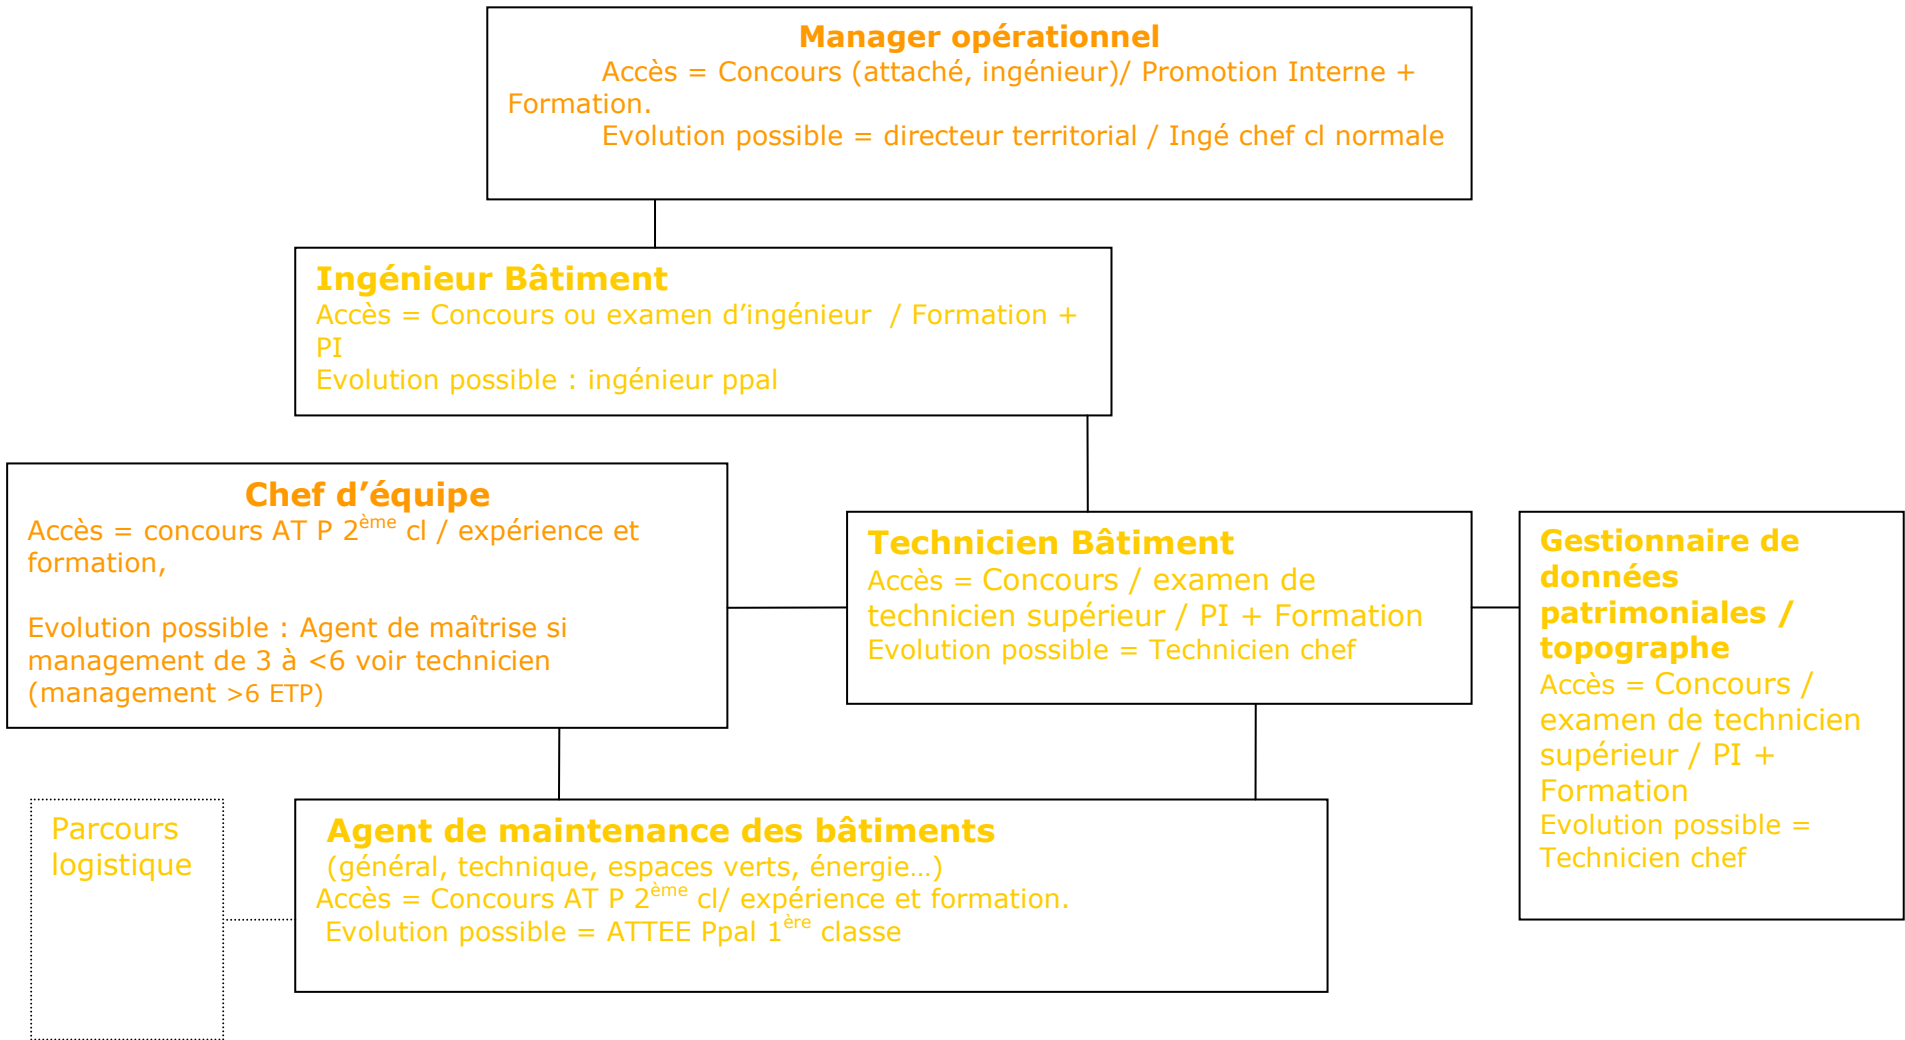 Manager opérationnel
Accès = Concours (attaché, ingénieur)/ Promotion Interne +
Formation.
Evolution possible = directeur territorial / Ingé chef cl normale
Ingénieur Bâtiment
Accès = Concours ou examen d’ingénieur  / Formation +
PI
Evolution possible : ingénieur ppal
Chef d’équipe
Accès = concours AT P 2ème cl / expérience et
formation,
Evolution possible : Agent de maîtrise si
management de 3 à <6 voir technicien
(management >6 ETP)
Technicien Bâtiment
Accès = Concours / examen de
technicien supérieur / PI + Formation
Evolution possible = Technicien chef
Gestionnaire de
données
patrimoniales /
topographe
Accès = Concours /
examen de technicien
supérieur / PI +
Formation
Evolution possible =
Technicien chef
Parcours
logistique
Agent de maintenance des bâtiments
(général, technique, espaces verts, énergie…)
Accès = Concours AT P 2ème cl/ expérience et formation.
Evolution possible = ATTEE Ppal 1ère classe